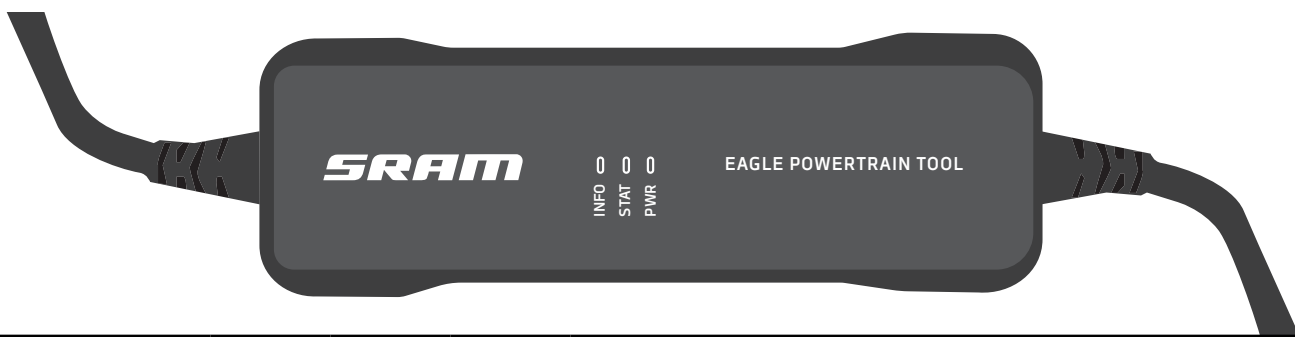 SRAM
INFO
STAT
PWR
EAGLE POWERTRAIN TOOL